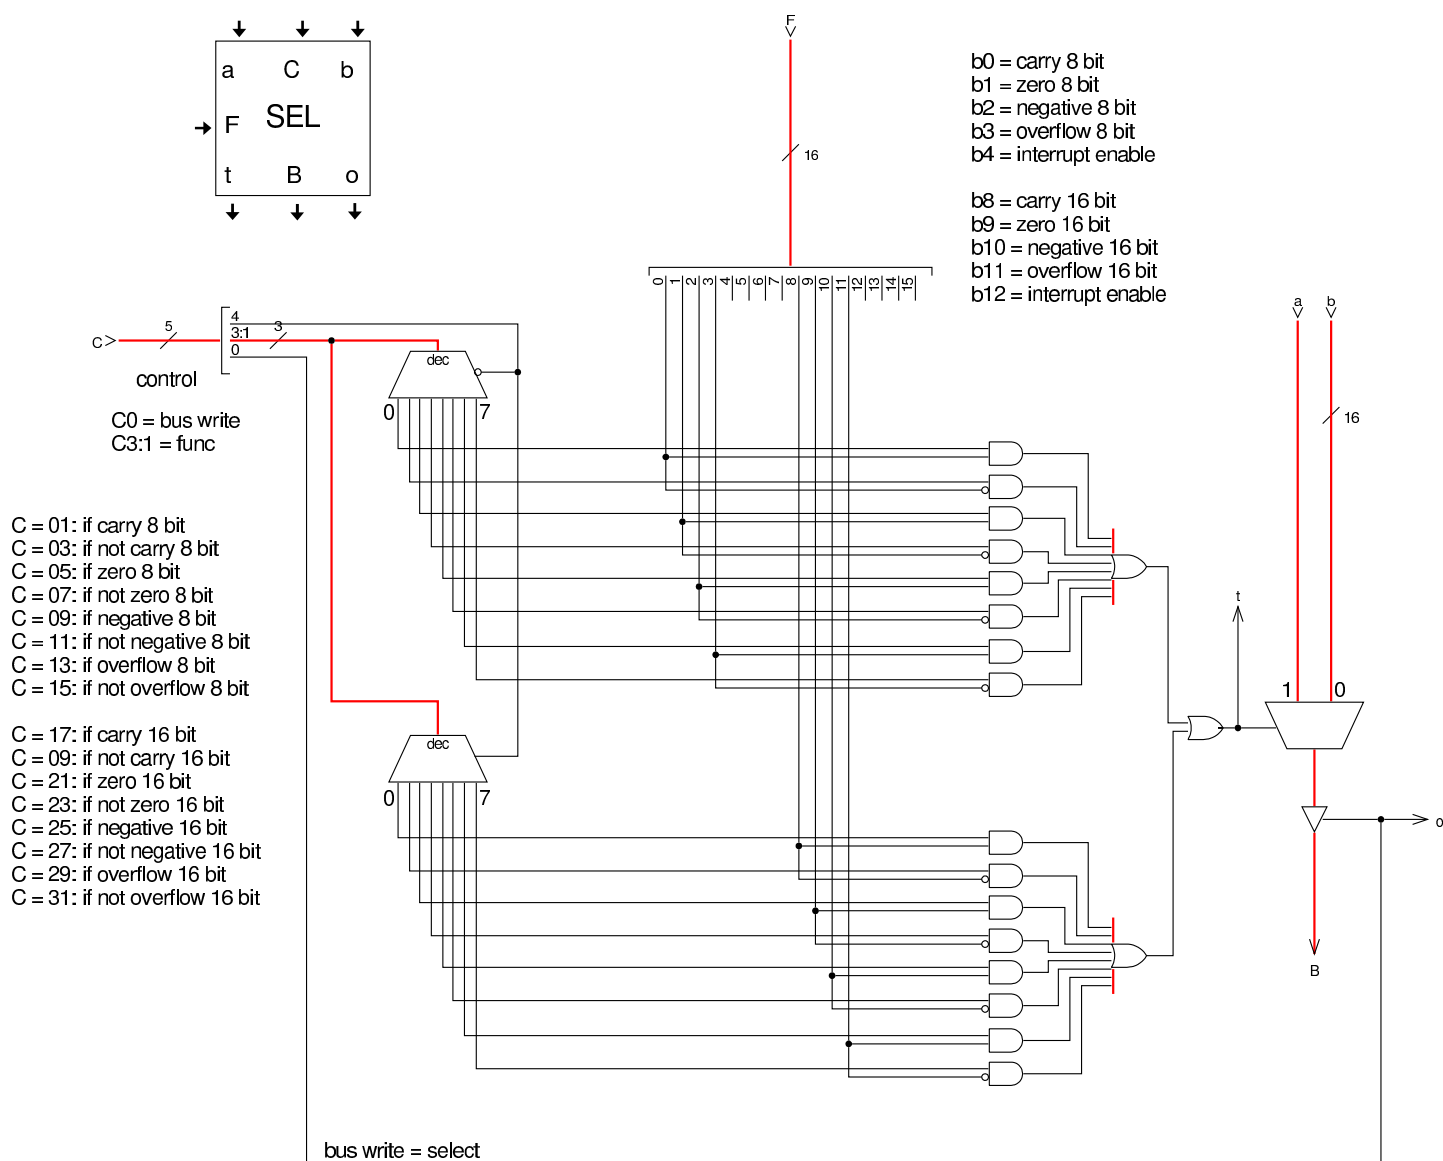 a C b
F SEL
t B o
F
16
b0 = carry 8 bit
b1 = zero 8 bit
b2 = negative 8 bit
b3 = overflow 8 bit
b4 = interrupt enable
b8 = carry 16 bit
b9 = zero 16 bit
b10 = negative 16 bit
b11 = overflow 16 bit
b12 = interrupt enable
0 1 2 3 4 5 6 7 8 9 10 11 12 13 14 15
a b
16
C
5
4
3:1
0
3
control
C0 = bus write
C3:1 = func
dec
0 7
C = 01: if carry 8 bit
C = 03: if not carry 8 bit
C = 05: if zero 8 bit
C = 07: if not zero 8 bit
C = 09: if negative 8 bit
C = 11: if not negative 8 bit
C = 13: if overflow 8 bit
C = 15: if not overflow 8 bit
C = 17: if carry 16 bit
C = 09: if not carry 16 bit
C = 21: if zero 16 bit
C = 23: if not zero 16 bit
C = 25: if negative 16 bit
C = 27: if not negative 16 bit
C = 29: if overflow 16 bit
C = 31: if not overflow 16 bit
dec
0 7
t
1 0
o
B
bus write = select